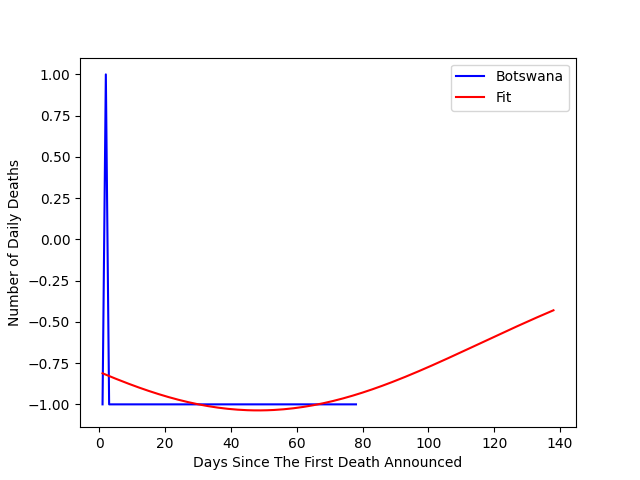 Botswana
Fit
1.00
0.75
0.50
0.25
0.00
−0.25
−0.50
−0.75
−1.00
Number of Daily Deaths
0 20 40 60 80 100 120 140
Days Since The First Death Announced